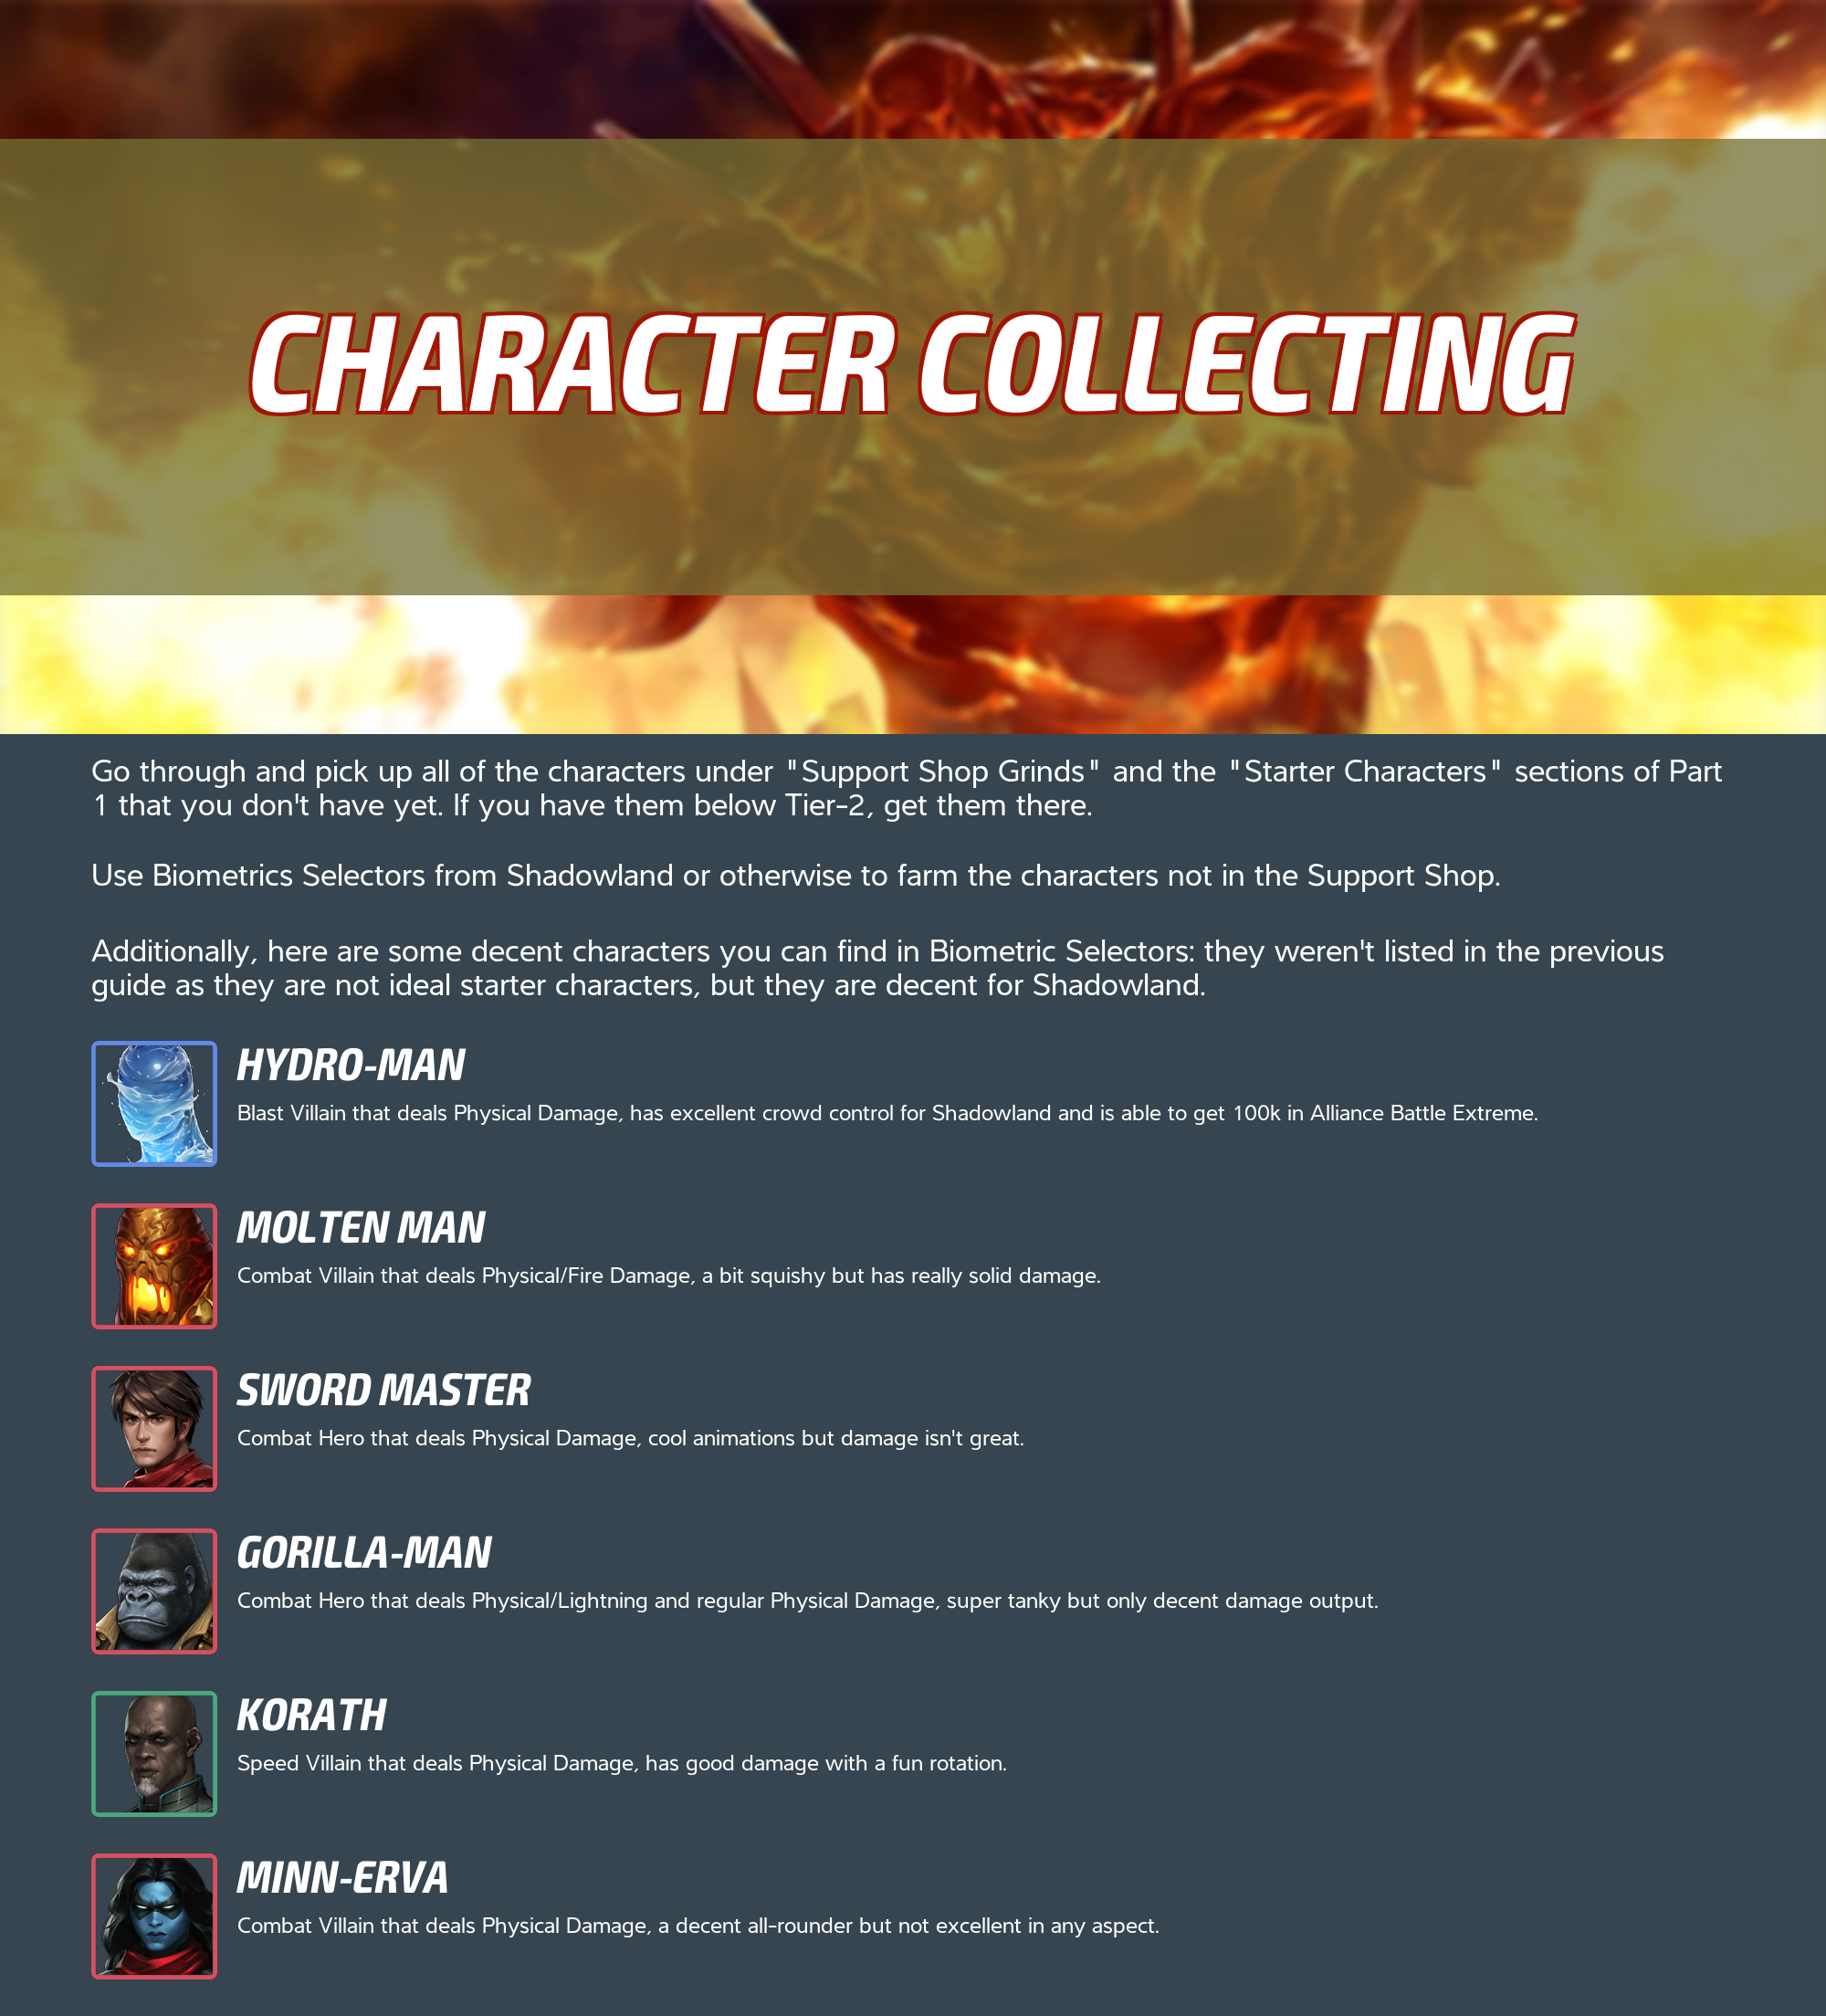 CHARACTER COLLECTING
Go through and pick up all of the characters under "Support Shop Grinds" and the "Starter Characters" sections of Part
1 that you don't have yet. If you have them below Tier-2, get them there.
Use Biometrics Selectors from Shadowland or otherwise to farm the characters not in the Support Shop.
Additionally, here are some decent characters you can find in Biometric Selectors: they weren't listed in the previous
guide as they are not ideal starter characters, but they are decent for Shadowland.
HYDRO-MAN
Blast Villain that deals Physical Damage, has excellent crowd control for Shadowland and is able to get 100k in Alliance Battle Extreme.
MOLTEN MAN
Combat Villain that deals Physical/Fire Damage, a bit squishy but has really solid damage.
SWORD MASTER
Combat Hero that deals Physical Damage, cool animations but damage isn't great.
GORILLA-MAN
Combat Hero that deals Physical/Lightning and regular Physical Damage, super tanky but only decent damage output.
KORATH
Speed Villain that deals Physical Damage, has good damage with a fun rotation.
MINN-ERVA
Combat Villain that deals Physical Damage, a decent all-rounder but not excellent in any aspect.